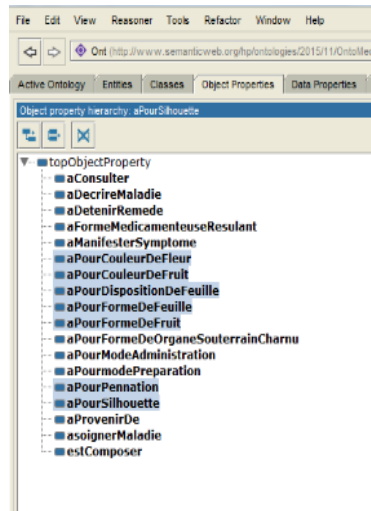 File Edit View Reasoner Tools Refactor Window Help
Ont (http://www.semanticweb.org/hp/ontologies/2015/11/OntoMed
Active Ontology Entities Classes Object Properties Data Properties
Object property hierarchy: aPourSilhouette
topObjectProperty
aConsulter
aDecrireMaladie
aDetenirRemede
aFormeMedicamenteuseResulant
aManifesterSymptome
aPourCouleurDeFleur
aPourCouleurDeFruit
aPourDispositionDeFeuille
aPourFormeDeFeuille
aPourFormeDeFruit
aPourFormeDeOrganeSouterrainCharnu
aPourModeAdministration
aPourmodePreparation
aPourPennation
aPourSilhouette
aProvenirDe
asoignerMaladie
estComposer